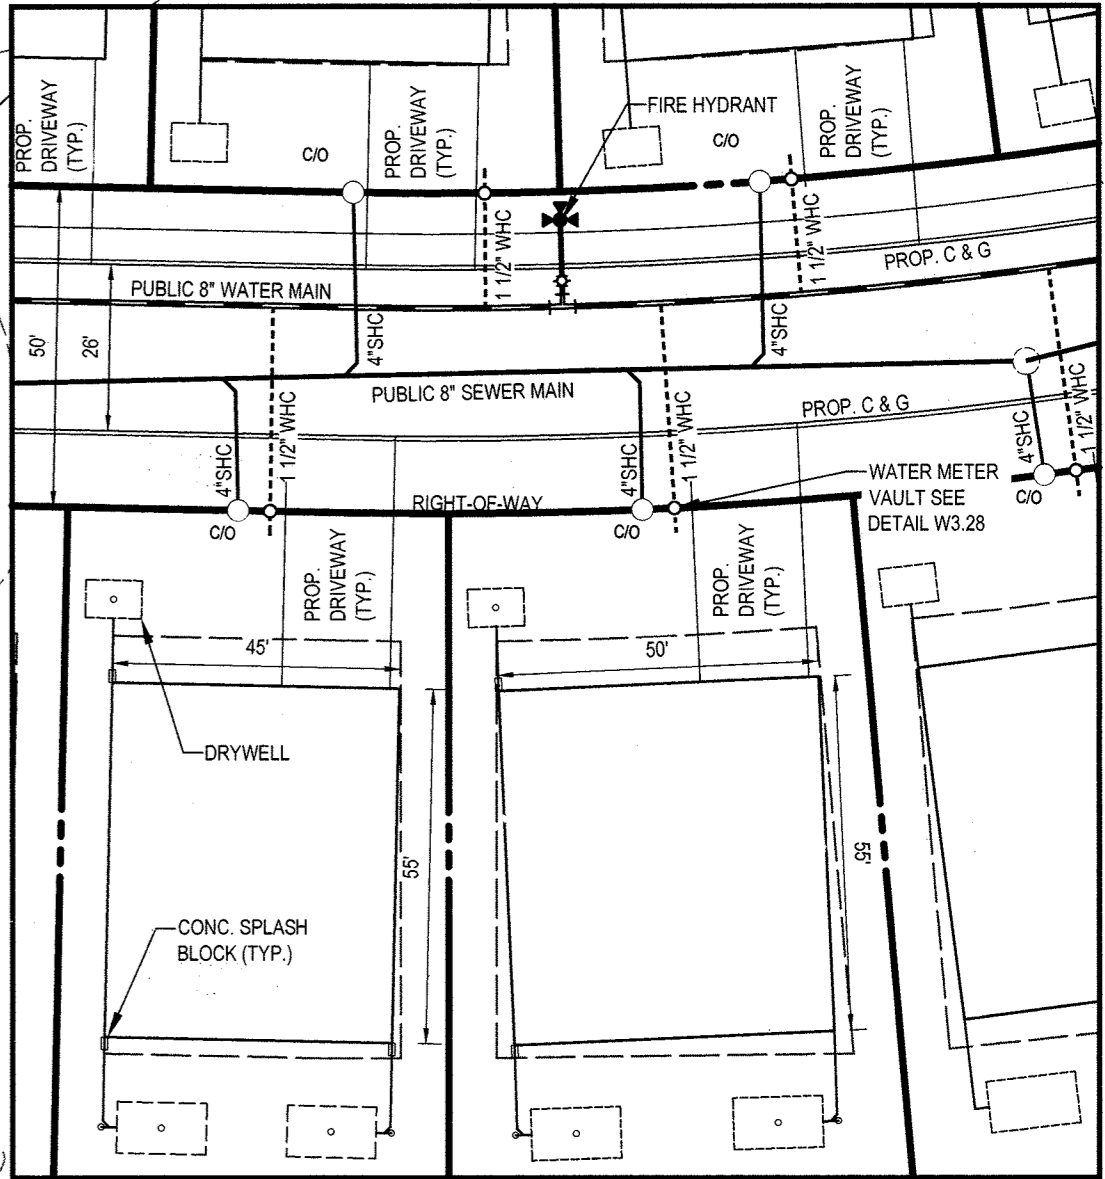 PROP.
DRIVEWAY
(TYP.)
C/O
PROP.
DRIVEWAY
(TYP.)
FIRE HYDRANT
C/O
PROP.
DRIVEWAY
(TYP.)
1 1/2" WHC
1 1/2" WHC
PROP. C & G
PUBLIC 8" WATER MAIN
50'
26'
4"SHC
4"SHC
PUBLIC 8" SEWER MAIN
PROP. C & G
4"SHC
1 1/2" WHC
4"SHC
1 1/2" WHC
4"SHC
1 1/2" WHC
RIGHT-OF-WAY
WATER METER
VAULT SEE
DETAIL W3.28
C/O
C/O
C/O
PROP.
DRIVEWAY
(TYP.)
PROP.
DRIVEWAY
(TYP.)
45'
50'
DRYWELL
55'
55'
CONC. SPLASH
BLOCK (TYP.)